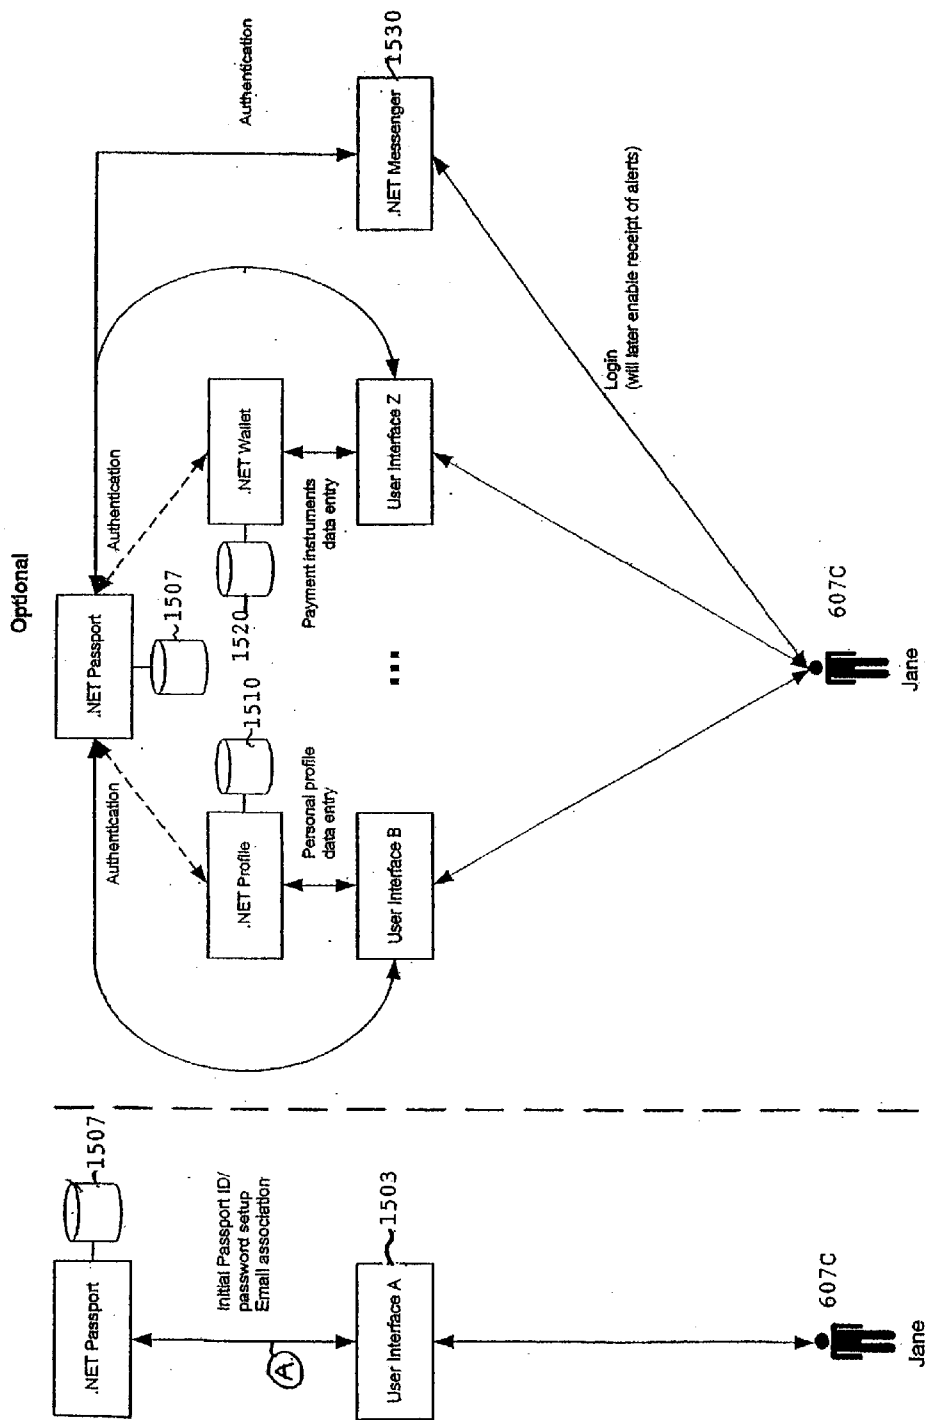 .NET Passport
1507
Initial Passport ID/
password setup
Email association
A.
User Interface A
1503
607C
Jane
Optional
.NET Passport
1507
Authentication
Authentication
Authentication
.NET Profile
1510
1520
.NET Wallet
Personal profile
data entry
Payment instruments
data entry
User Interface B
...
User Interface Z
.NET Messenger
1530
Login
(will later enable receipt of alerts)
607C
Jane